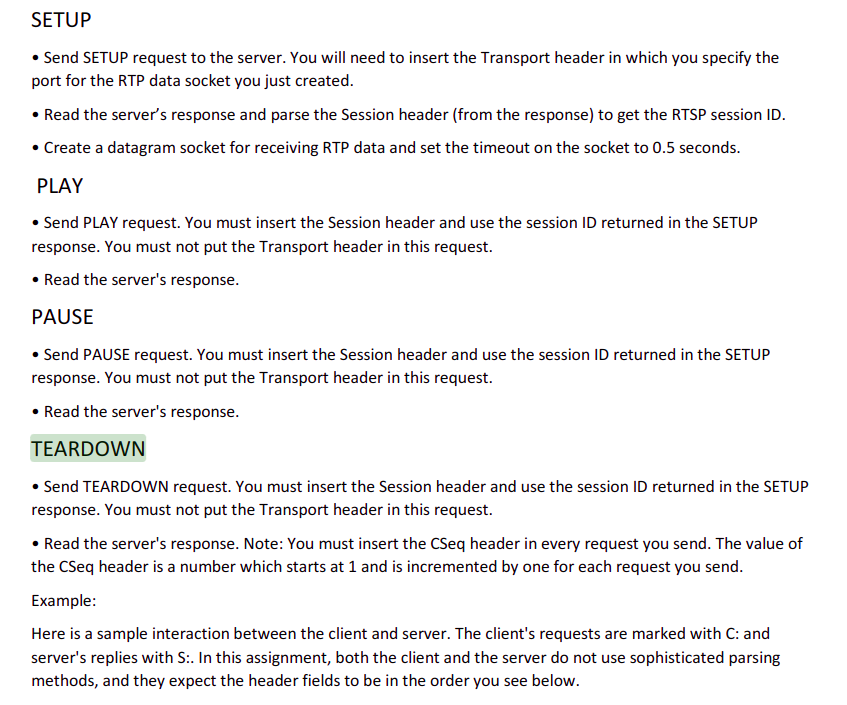 SETUP
• Send SETUP request to the server. You will need to insert the Transport header in which you specify the
port for the RTP data socket you just created.
• Read the server’s response and parse the Session header (from the response) to get the RTSP session ID.
• Create a datagram socket for receiving RTP data and set the timeout on the socket to 0.5 seconds.
PLAY
• Send PLAY request. You must insert the Session header and use the session ID returned in the SETUP
response. You must not put the Transport header in this request.
• Read the server's response.
PAUSE
• Send PAUSE request. You must insert the Session header and use the session ID returned in the SETUP
response. You must not put the Transport header in this request.
• Read the server's response.
TEARDOWN
• Send TEARDOWN request. You must insert the Session header and use the session ID returned in the SETUP
response. You must not put the Transport header in this request.
• Read the server's response. Note: You must insert the CSeq header in every request you send. The value of
the CSeq header is a number which starts at 1 and is incremented by one for each request you send.
Example:
Here is a sample interaction between the client and server. The client's requests are marked with C: and
server's replies with S:. In this assignment, both the client and the server do not use sophisticated parsing
methods, and they expect the header fields to be in the order you see below.